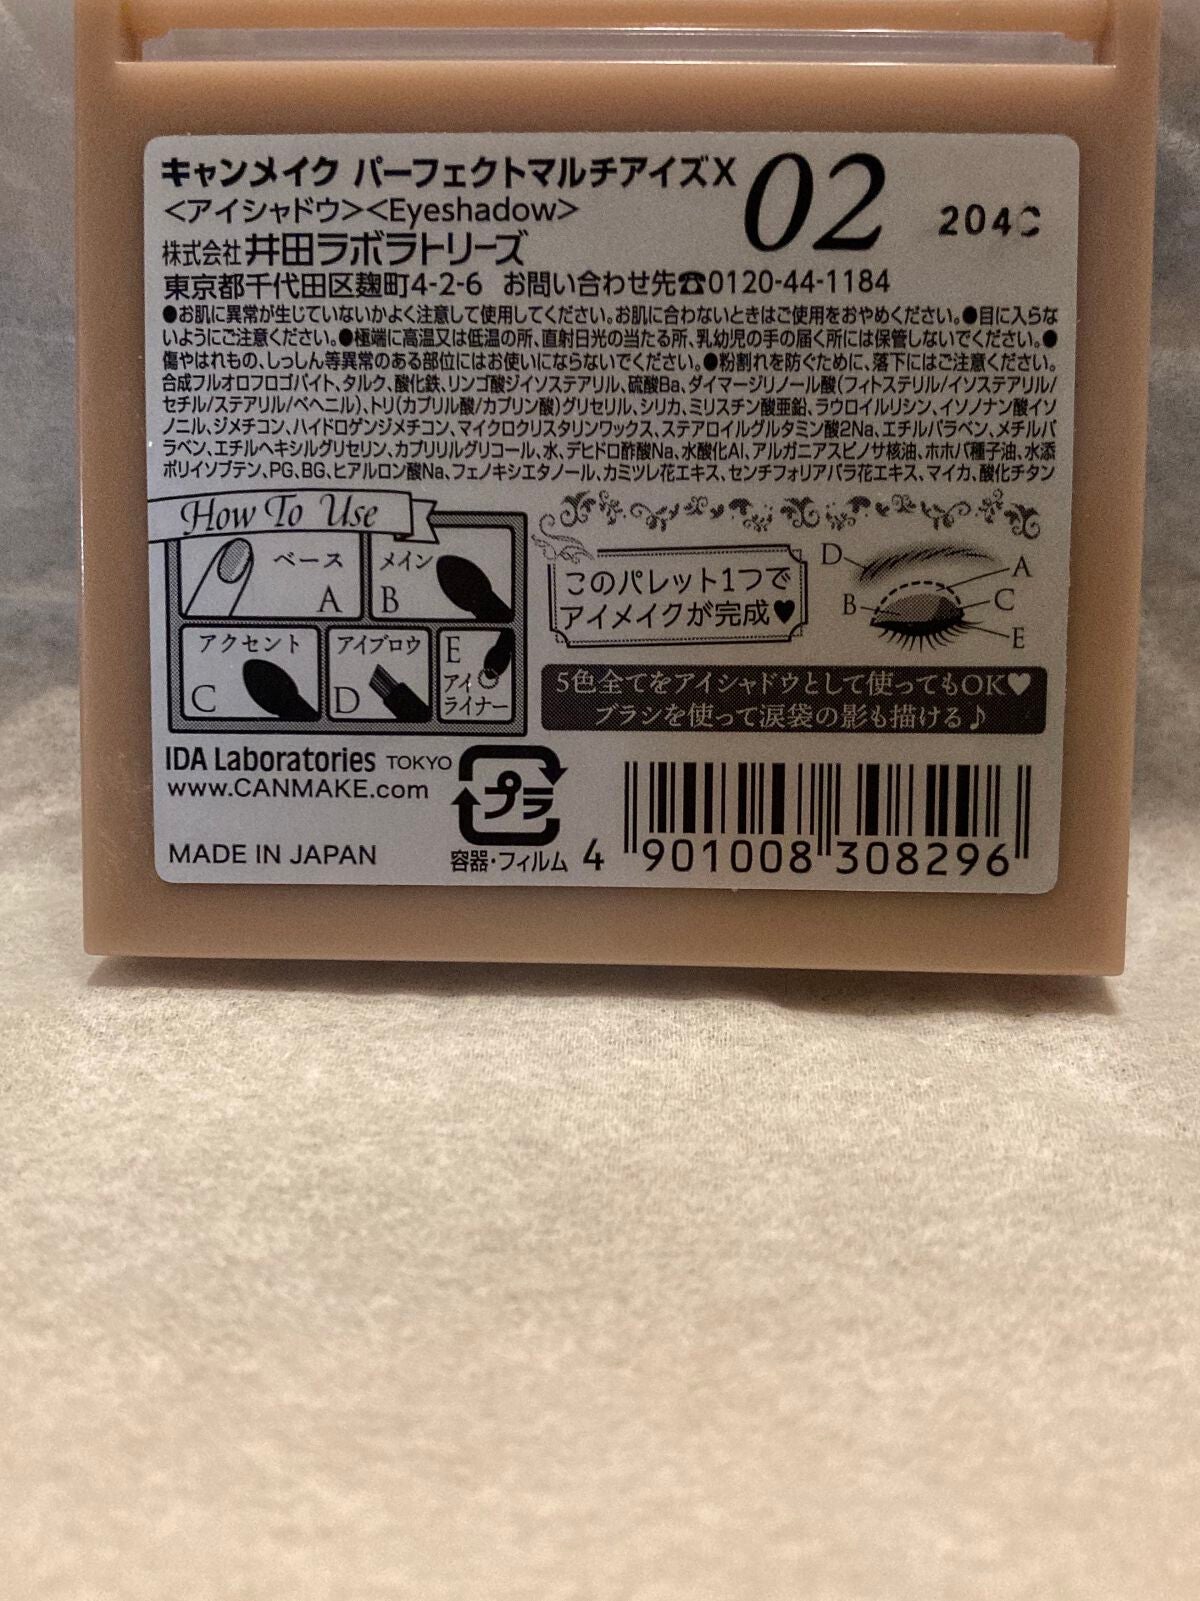 キャンメイク パーフェクトマルチアイズX 02 204C
<アイシャドウ><Eyeshadow>
株式会社 井田ラボラトリーズ
東京都千代田区麹町4-2-6 お問い合わせ先☎0120-44-1184
●お肌に異常が生じていないかよく注意して使用してください。お肌に合わないときはご使用をおやめください。●目に入らな
いようにご注意ください。●極端に高温又は低温の所、直射日光の当たる所、乳幼児の手の届く所には保管しないでください。●
傷やはれもの、しっしん等異常のある部位にはお使いにならないでください。●粉割れを防ぐために、落下にはご注意ください。
合成フルオロフロゴパイト、タルク、酸化鉄、リンゴ酸ジイソステアリル、硫酸Ba、ダイマージリノール酸(フィトステリル/イソステアリル/
セチル/ステアリル/ベヘニル)、トリ(カプリル酸/カプリン酸)グリセリル、シリカ、ミリスチン酸亜鉛、ラウロイルリシン、イソノナン酸イソ
ノニル、ジメチコン、ハイドロゲンジメチコン、マイクロクリスタリンワックス、ステアロイルグルタミン酸2Na、エチルパラベン、メチルパ
ラベン、エチルヘキシルグリセリン、カプリリルグリコール、水、デヒドロ酢酸Na、水酸化Al、アルガニアスピノサ核油、ホホバ種子油、水添
ポリイソブテン、PG、BG、ヒアルロン酸Na、フェノキシエタノール、カミツレ花エキス、センチフォリアバラ花エキス、マイカ、酸化チタン
How To Use
ベース A
メイン B
アクセント C
アイブロウ D
E アイライナー
このパレット1つで
アイメイクが完成♥
D A
B C
E
5色全てをアイシャドウとして使ってもOK♥
ブラシを使って涙袋の影も描ける♪
IDA Laboratories TOKYO
www.CANMAKE.com
MADE IN JAPAN
プラ
容器・フィルム
4 901008 308296